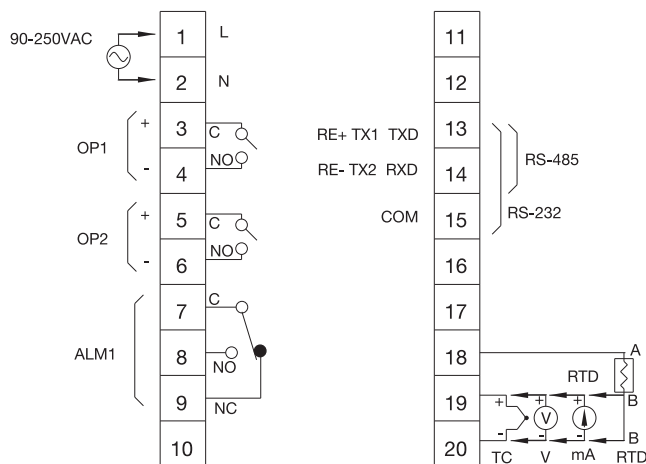 90-250VAC
1 L
2 N
OP1 + 3 C
- 4 NO
OP2 + 5 C
- 6 NO
ALM1 7 C
8 NO
9 NC
10
11
12
RE+ TX1 TXD 13
RE- TX2 RXD 14
RS-485
COM 15 RS-232
16
17
18 A
RTD
19 + + + B
V
20 - - - B
TC V mA RTD